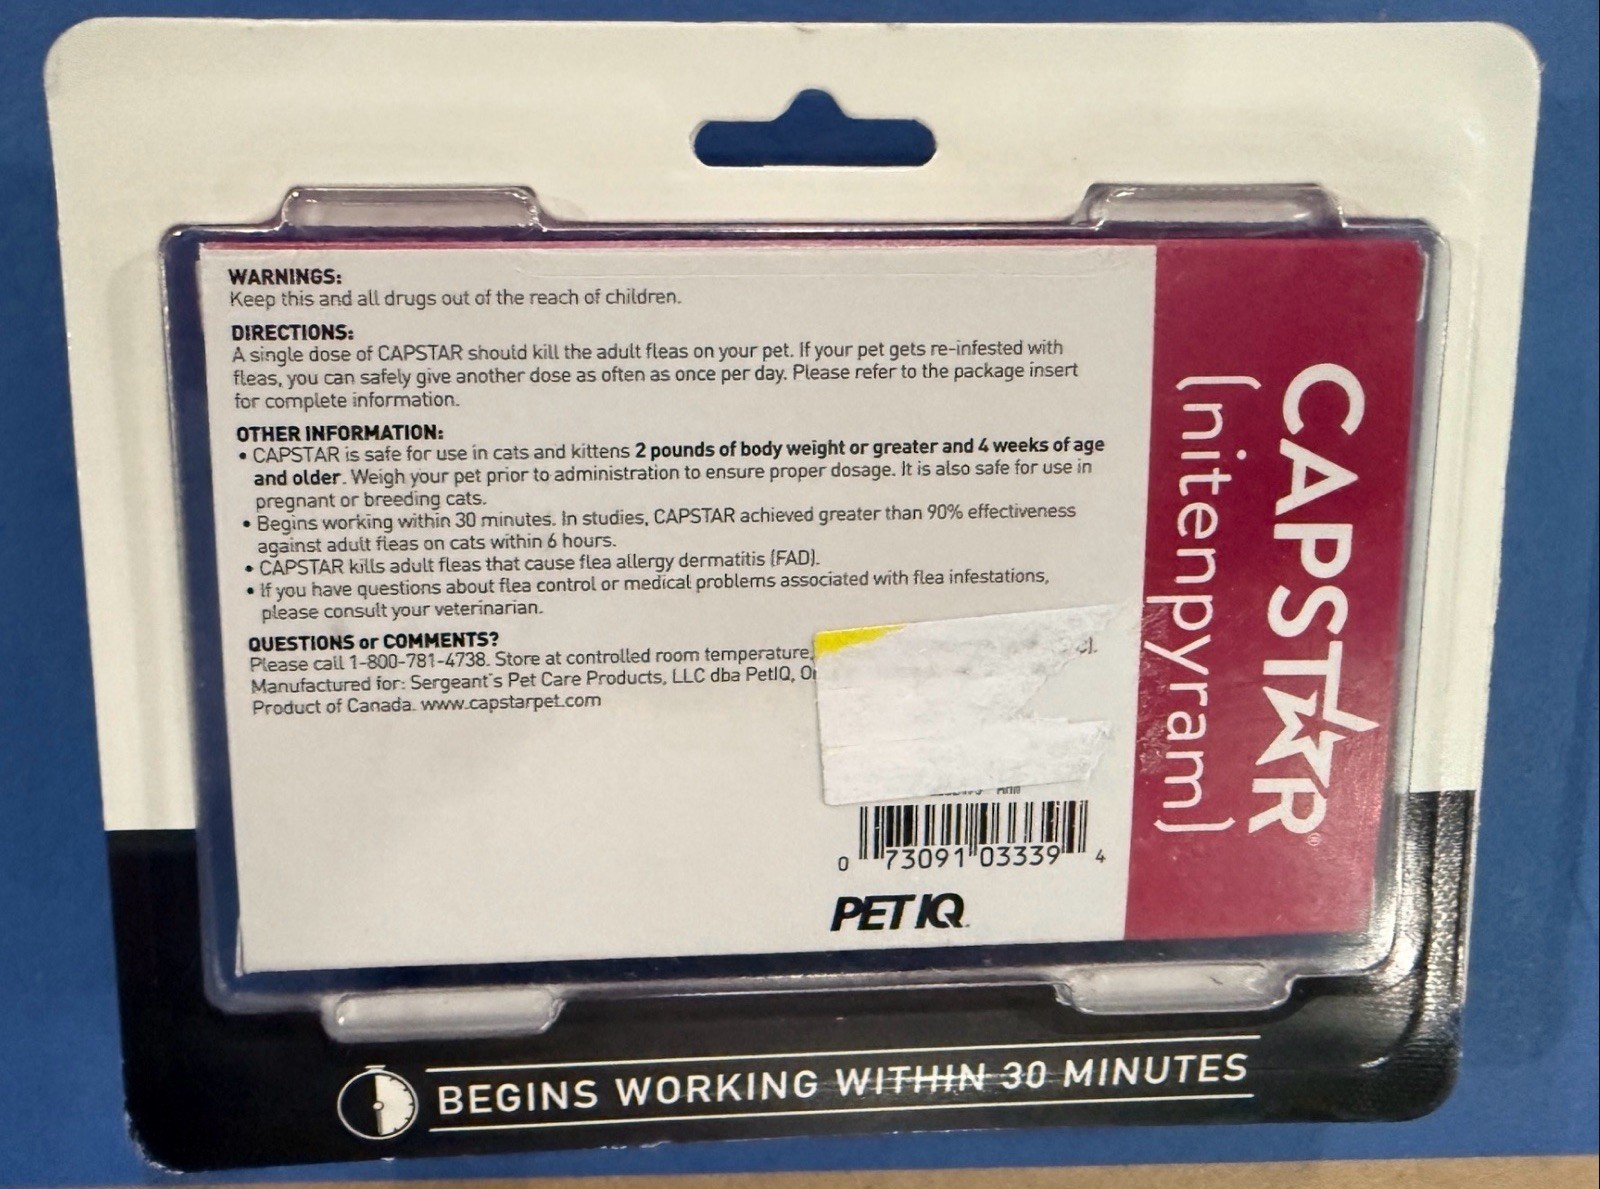 WARNINGS:
Keep this and all drugs out of the reach of children.
DIRECTIONS:
A single dose of CAPSTAR should kill the adult fleas on your pet. If your pet gets re-infested with
fleas, you can safely give another dose as often as once per day. Please refer to the package insert
for complete information.
OTHER INFORMATION:
• CAPSTAR is safe for use in cats and kittens 2 pounds of body weight or greater and 4 weeks of age
and older. Weigh your pet prior to administration to ensure proper dosage. It is also safe for use in
pregnant or breeding cats.
• Begins working within 30 minutes. In studies, CAPSTAR achieved greater than 90% effectiveness
against adult fleas on cats within 6 hours.
• CAPSTAR kills adult fleas that cause flea allergy dermatitis (FAD).
• If you have questions about flea control or medical problems associated with flea infestations,
please consult your veterinarian.
QUESTIONS or COMMENTS?
Please call 1-800-781-4738. Store at controlled room temperature,
Manufactured for: Sergeant's Pet Care Products, LLC dba PetIQ,
Product of Canada. www.capstarpet.com
0 73091 03339 4
PETIQ™
CAPSTAR®
(nitenpyram)
BEGINS WORKING WITHIN 30 MINUTES